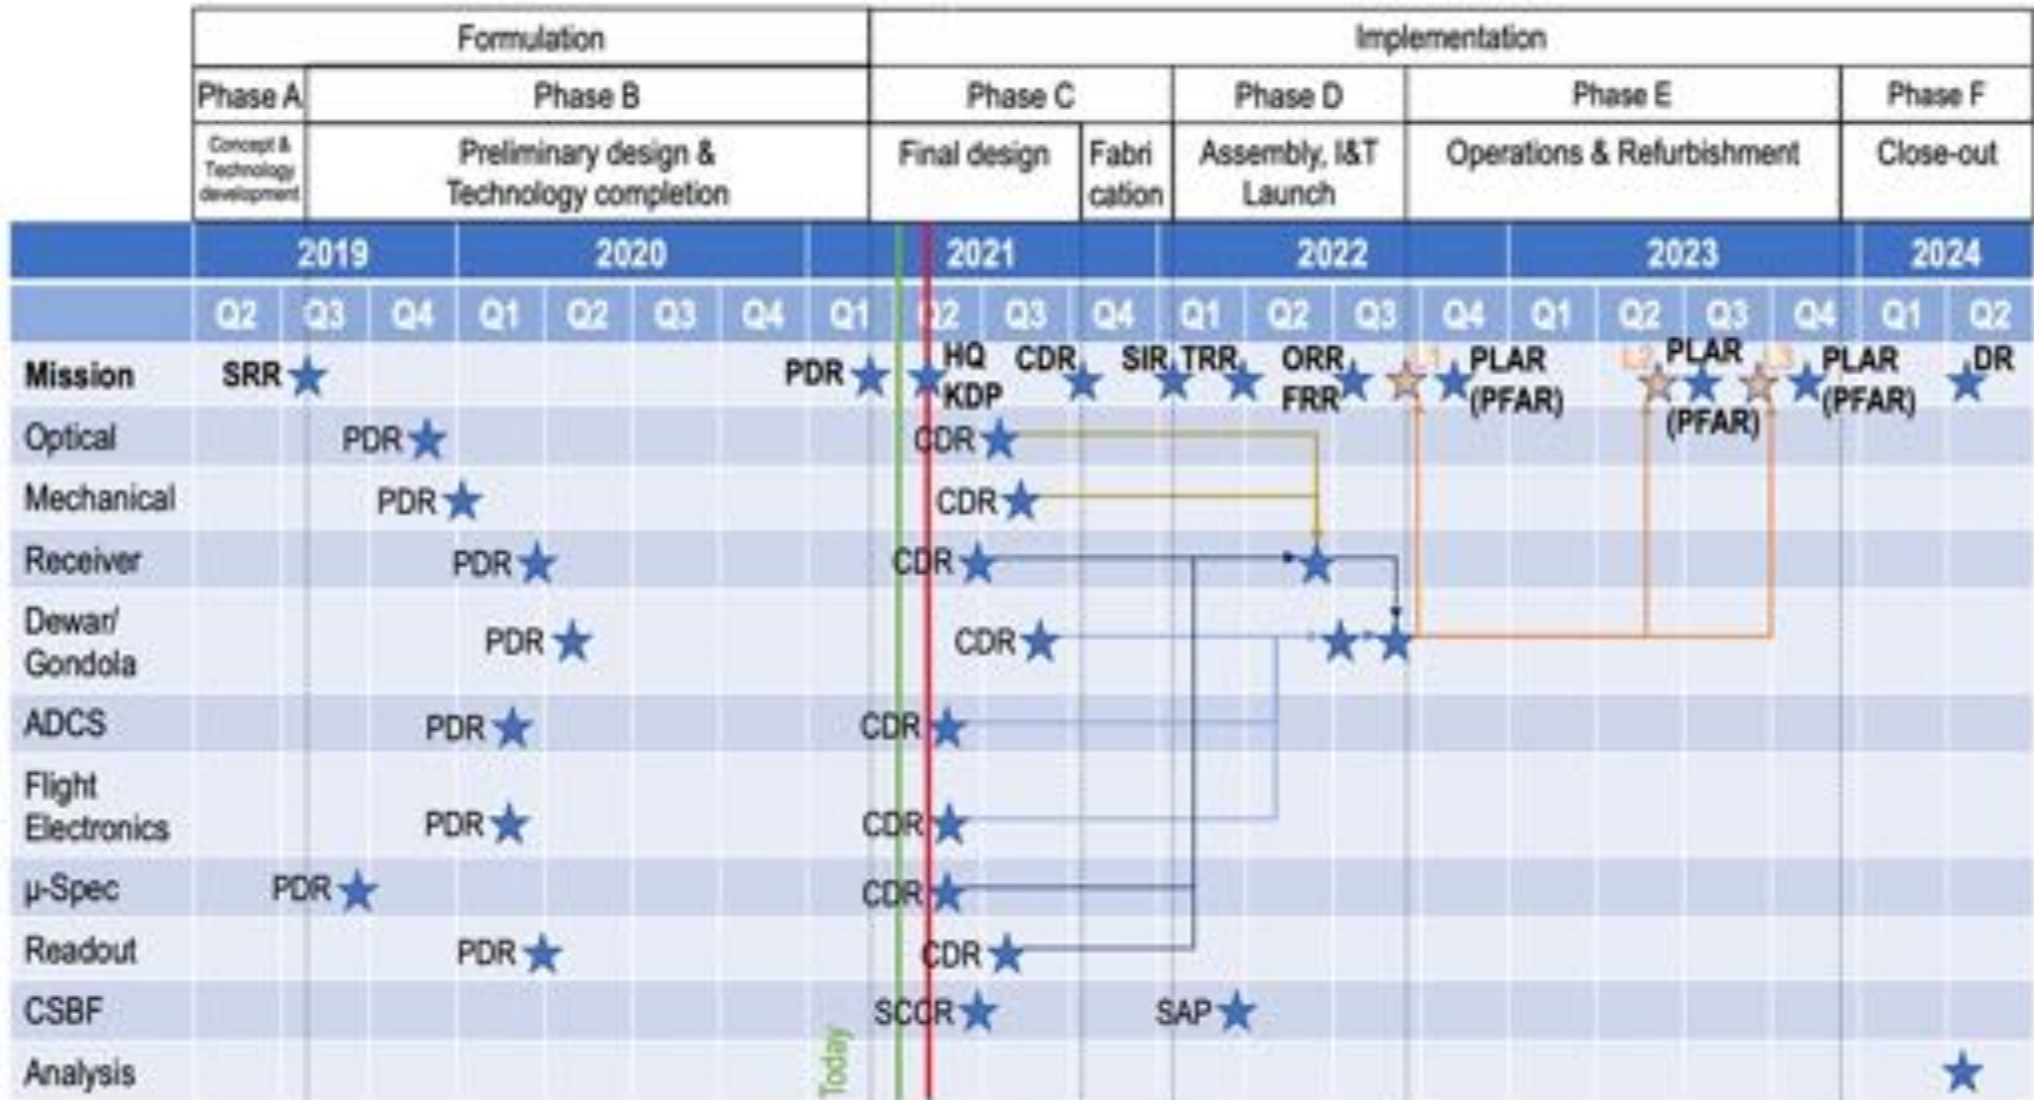 Formulation Implementation
Phase A Phase B Phase C Phase D Phase E Phase F
Concept & Technology development
Preliminary design &
Technology completion
Final design
Fabri
cation
Assembly, I&T
Launch
Operations & Refurbishment
Close-out
2019 2020 2021 2022 2023 2024
Q2 Q3 Q4 Q1 Q2 Q3 Q4 Q1 Q2 Q3 Q4 Q1 Q2 Q3 Q4 Q1 Q2 Q3 Q4 Q1 Q2
Mission SRR PDR HQ KDP CDR SIR TRR ORR FRR PLAR (PFAR) PLAR (PFAR) PLAR (PFAR) DR
Optical PDR CDR
Mechanical PDR CDR
Receiver PDR CDR
Dewar/
Gondola PDR CDR
ADCS PDR CDR
Flight
Electronics PDR CDR
µ-Spec PDR CDR
Readout PDR CDR
CSBF SCOR SAP
Analysis
Today